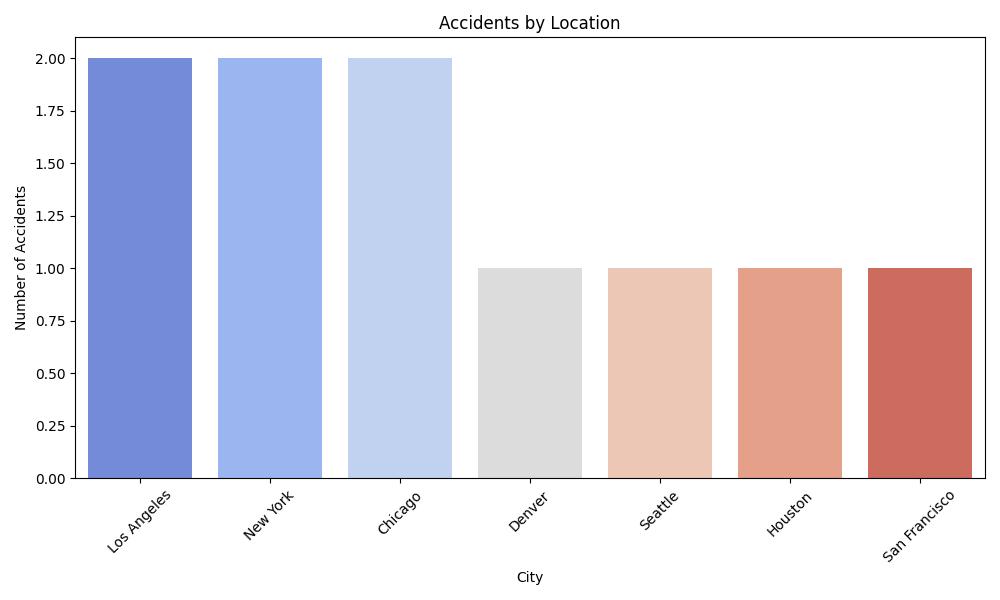 Accidents by Location
Number of Accidents
2.00
1.75
1.50
1.25
1.00
0.75
0.50
0.25
0.00
Los Angeles
New York
Chicago
Denver
Seattle
Houston
San Francisco
City